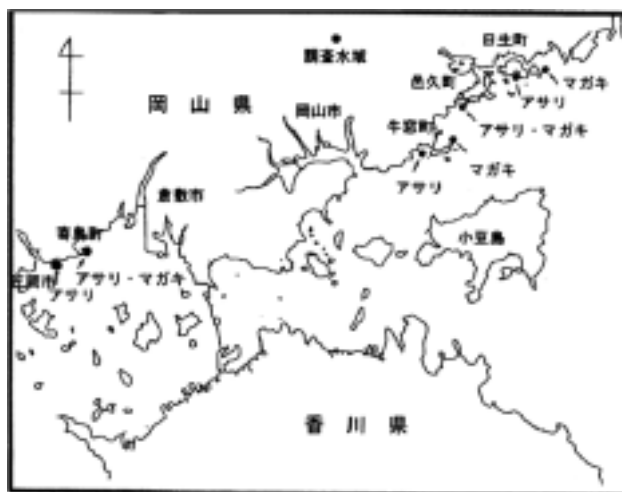 日生町
調査水域
マガキ
邑久町
アサリ
岡山県
岡山市
アサリ・マガキ
牛窓町
マガキ
アサリ
倉敷市
寄島町
小豆島
アサリ・マガキ
笠岡市
アサリ
香川県